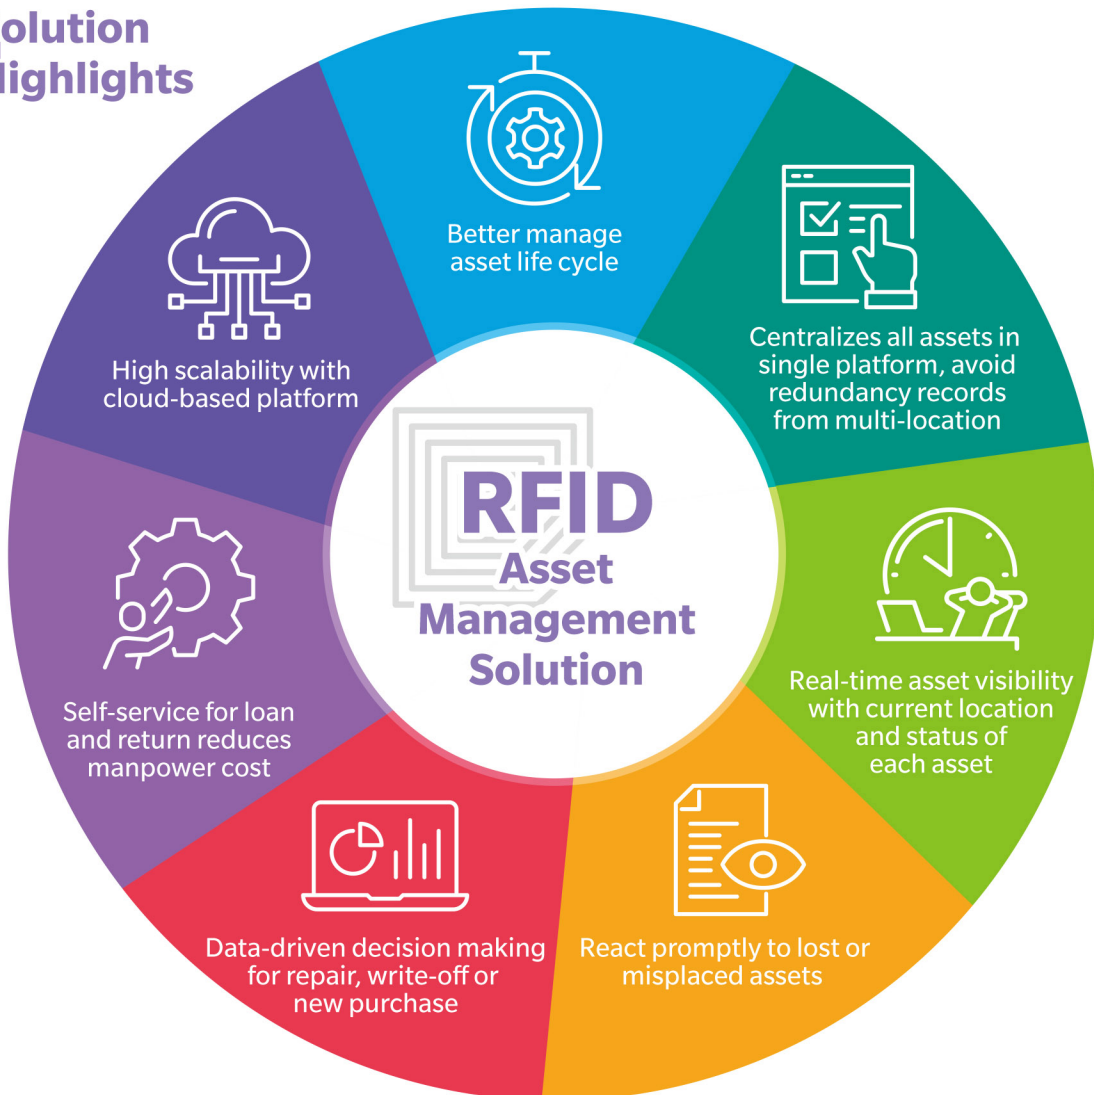 olution
Highlights
Better manage
asset life cycle
Centralizes all assets in
single platform, avoid
redundancy records
from multi-location
Real-time asset visibility
with current location
and status of
each asset
React promptly to lost or
misplaced assets
Data-driven decision making
for repair, write-off or
new purchase
Self-service for loan
and return reduces
manpower cost
High scalability with
cloud-based platform
RFID
Asset
Management
Solution